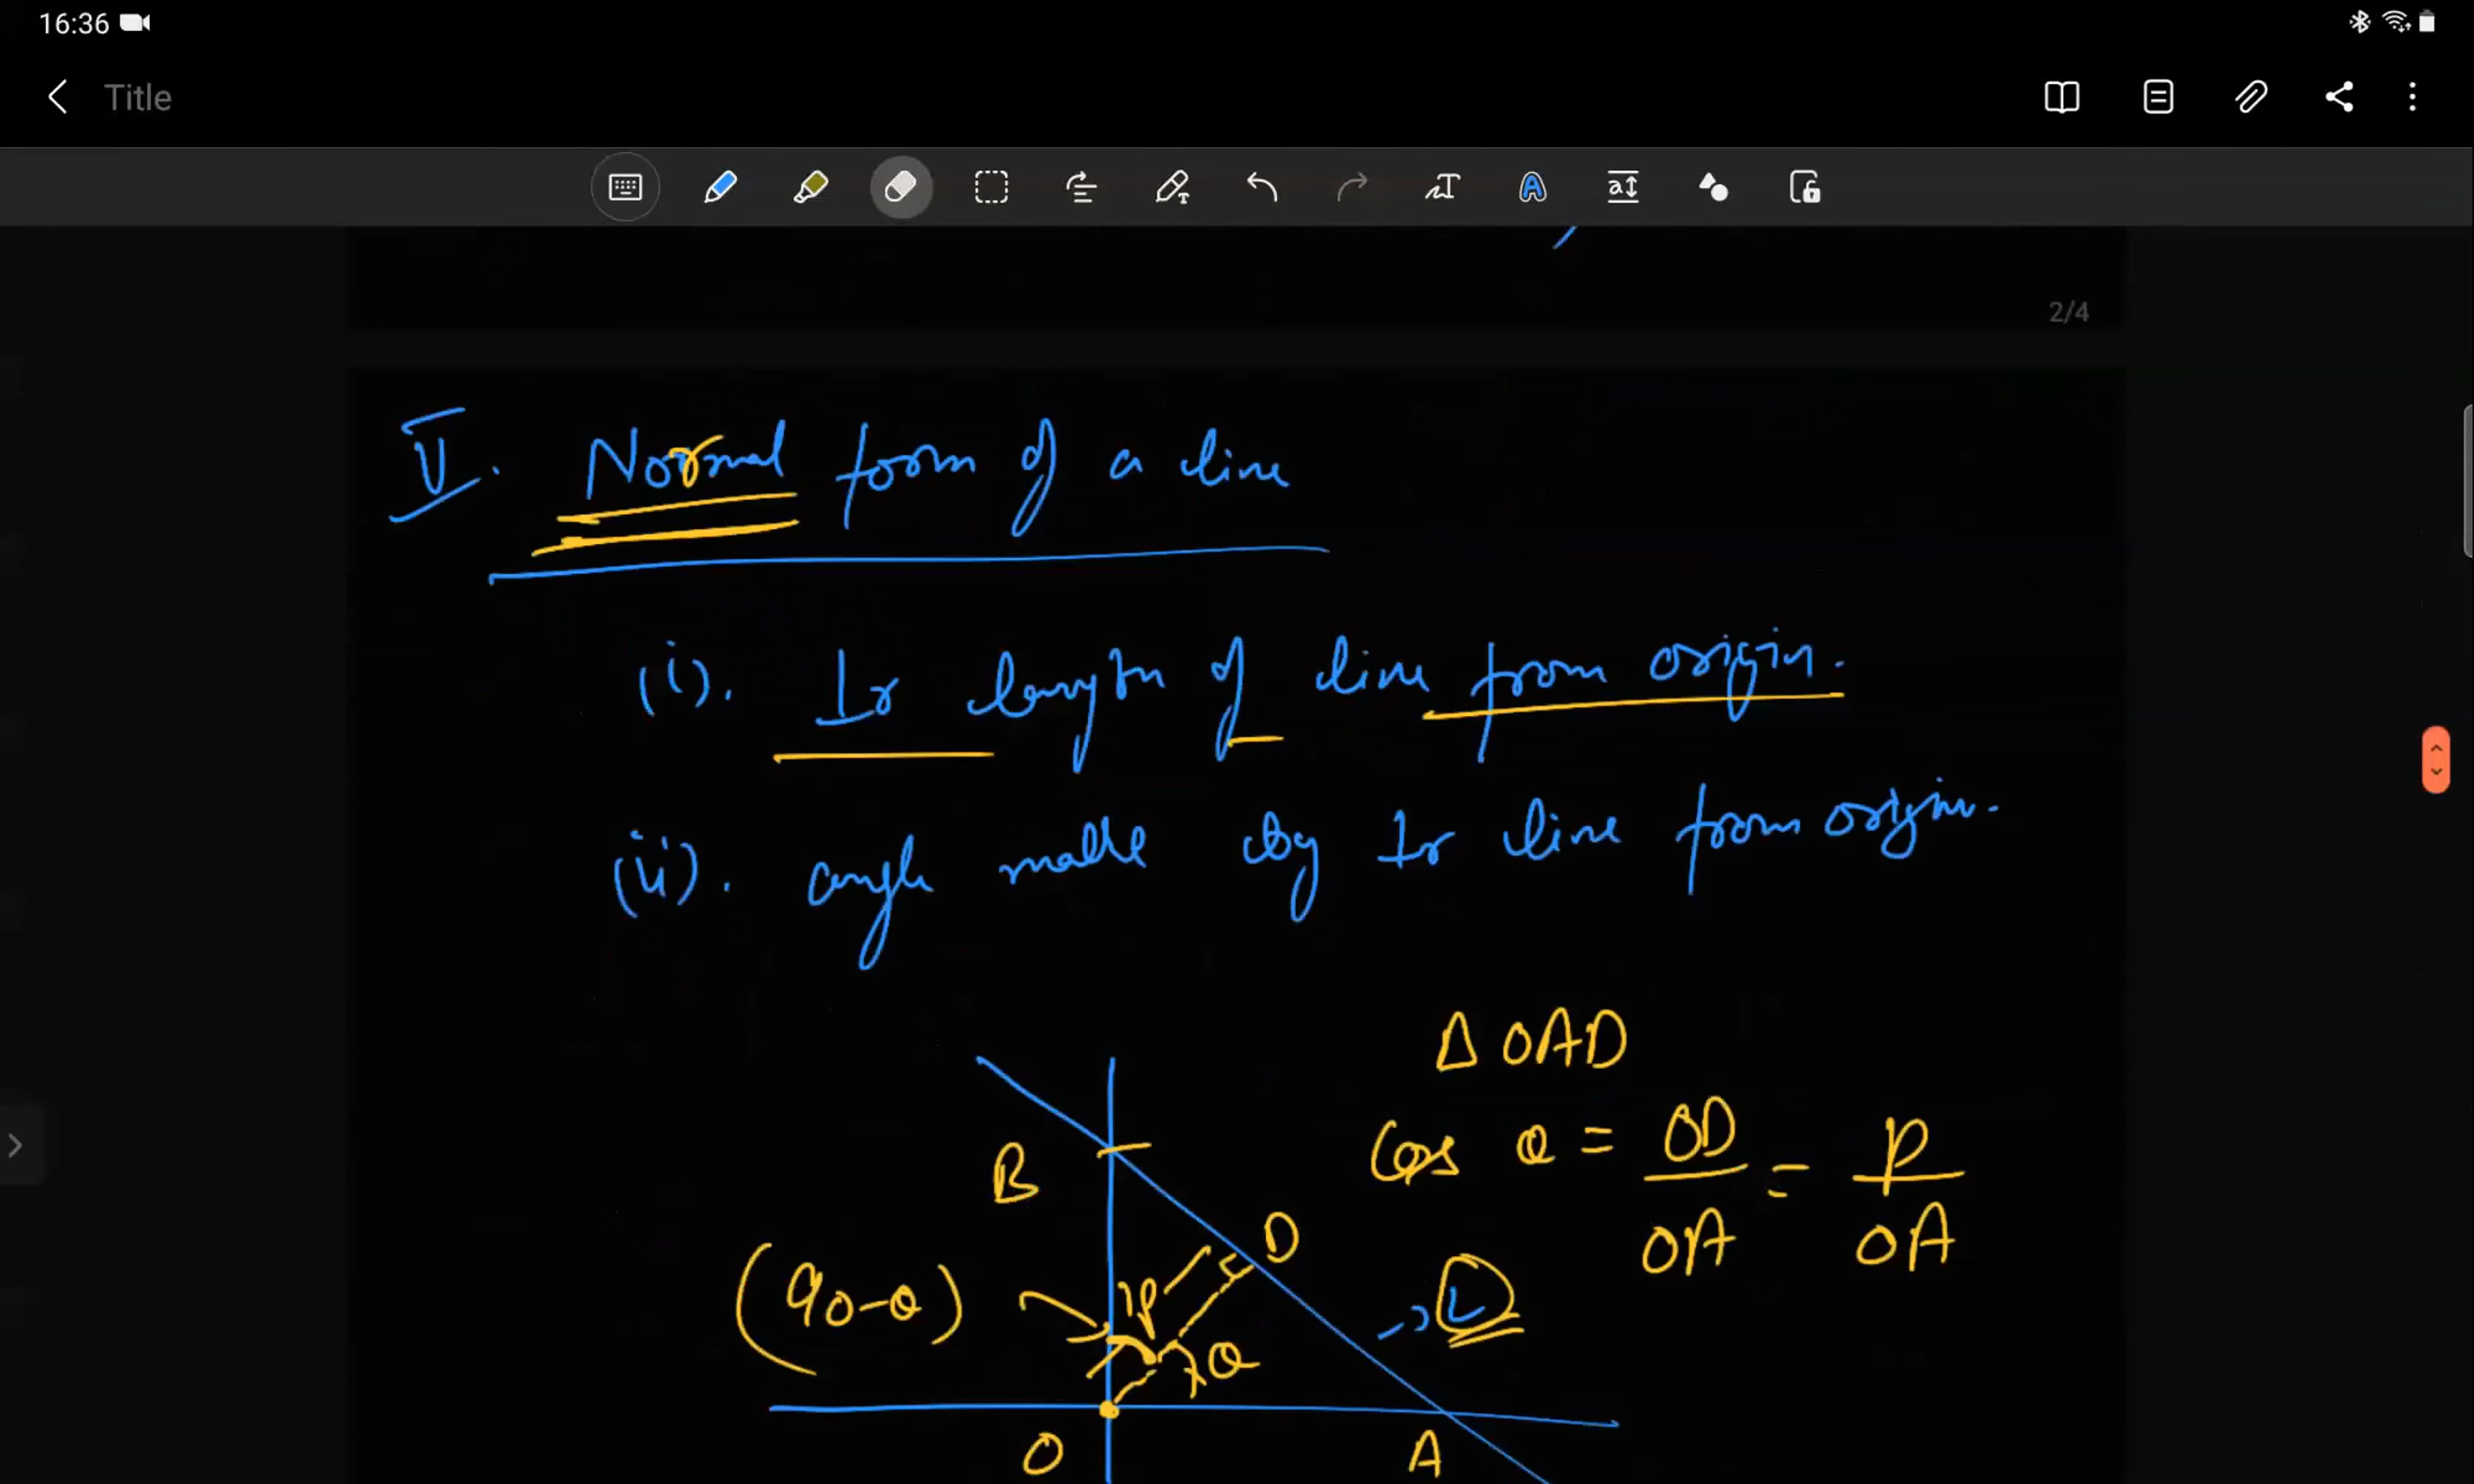 16:36
Title
2/4
V. Normal form of a line
(i). ⊥r length of line from origin.
(ii). angle made by ⊥r line from origin.
Δ OAD
Cos θ = OD/OA = p/OA
B
D
(90-θ)
p
θ
L
O
A